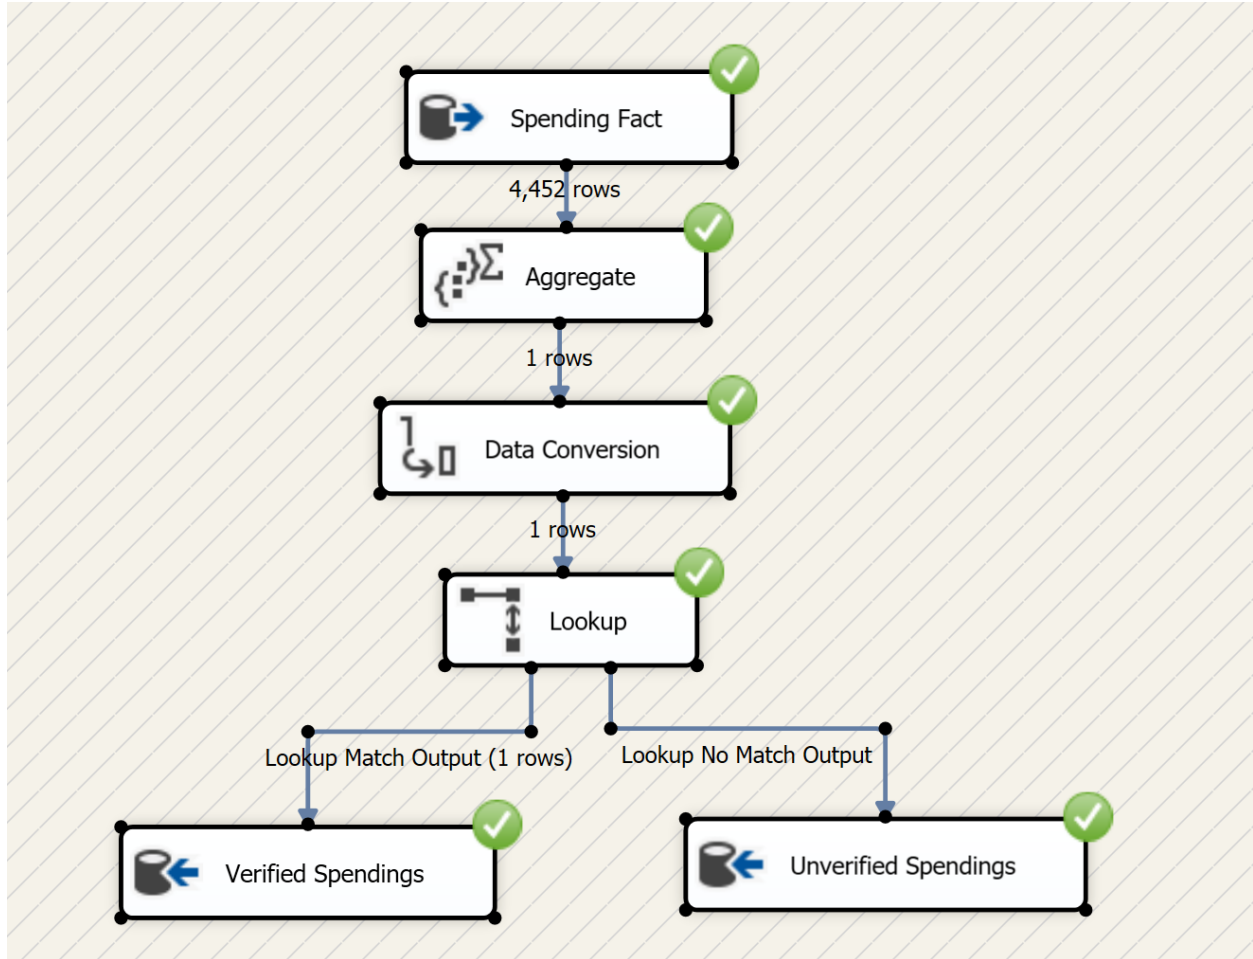 Spending Fact
4,452 rows
Aggregate
1 rows
Data Conversion
1 rows
Lookup
Lookup Match Output (1 rows)
Lookup No Match Output
Verified Spendings
Unverified Spendings